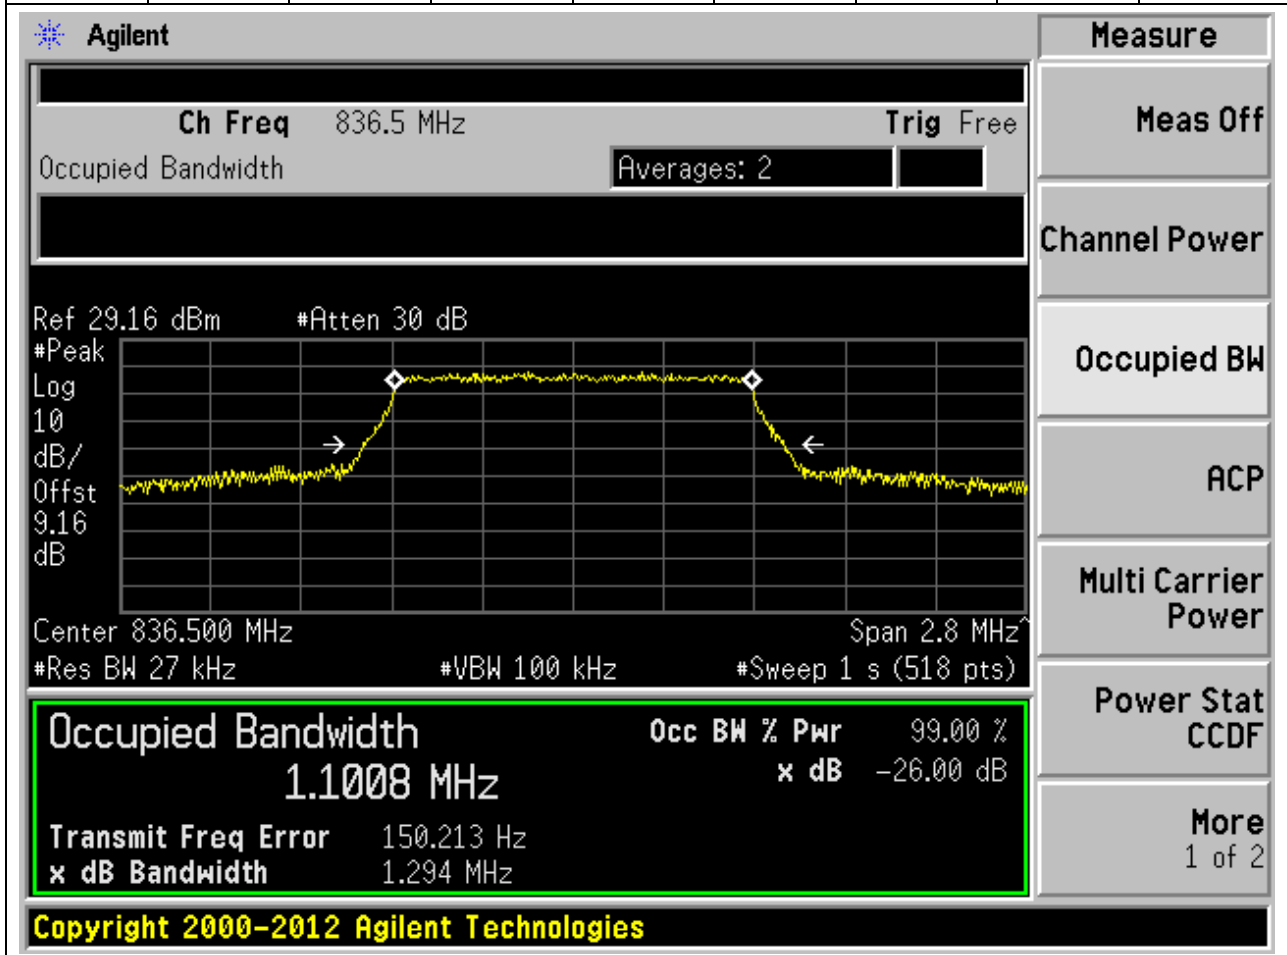 Agilent
Measure
Ch Freq 836.5 MHz Trig Free
Meas Off
Occupied Bandwidth Averages: 2
Channel Power
Ref 29.16 dBm #Atten 30 dB
#Peak
Log
10
dB/
Offst
9.16
dB
Occupied BW
ACP
Multi Carrier
Power
Center 836.500 MHz Span 2.8 MHz^
#Res BW 27 kHz #VBW 100 kHz #Sweep 1 s (518 pts)
Power Stat
CCDF
Occupied Bandwidth Occ BW % Pwr 99.00 %
1.1008 MHz x dB -26.00 dB
Transmit Freq Error 150.213 Hz
x dB Bandwidth 1.294 MHz
More
1 of 2
Copyright 2000-2012 Agilent Technologies